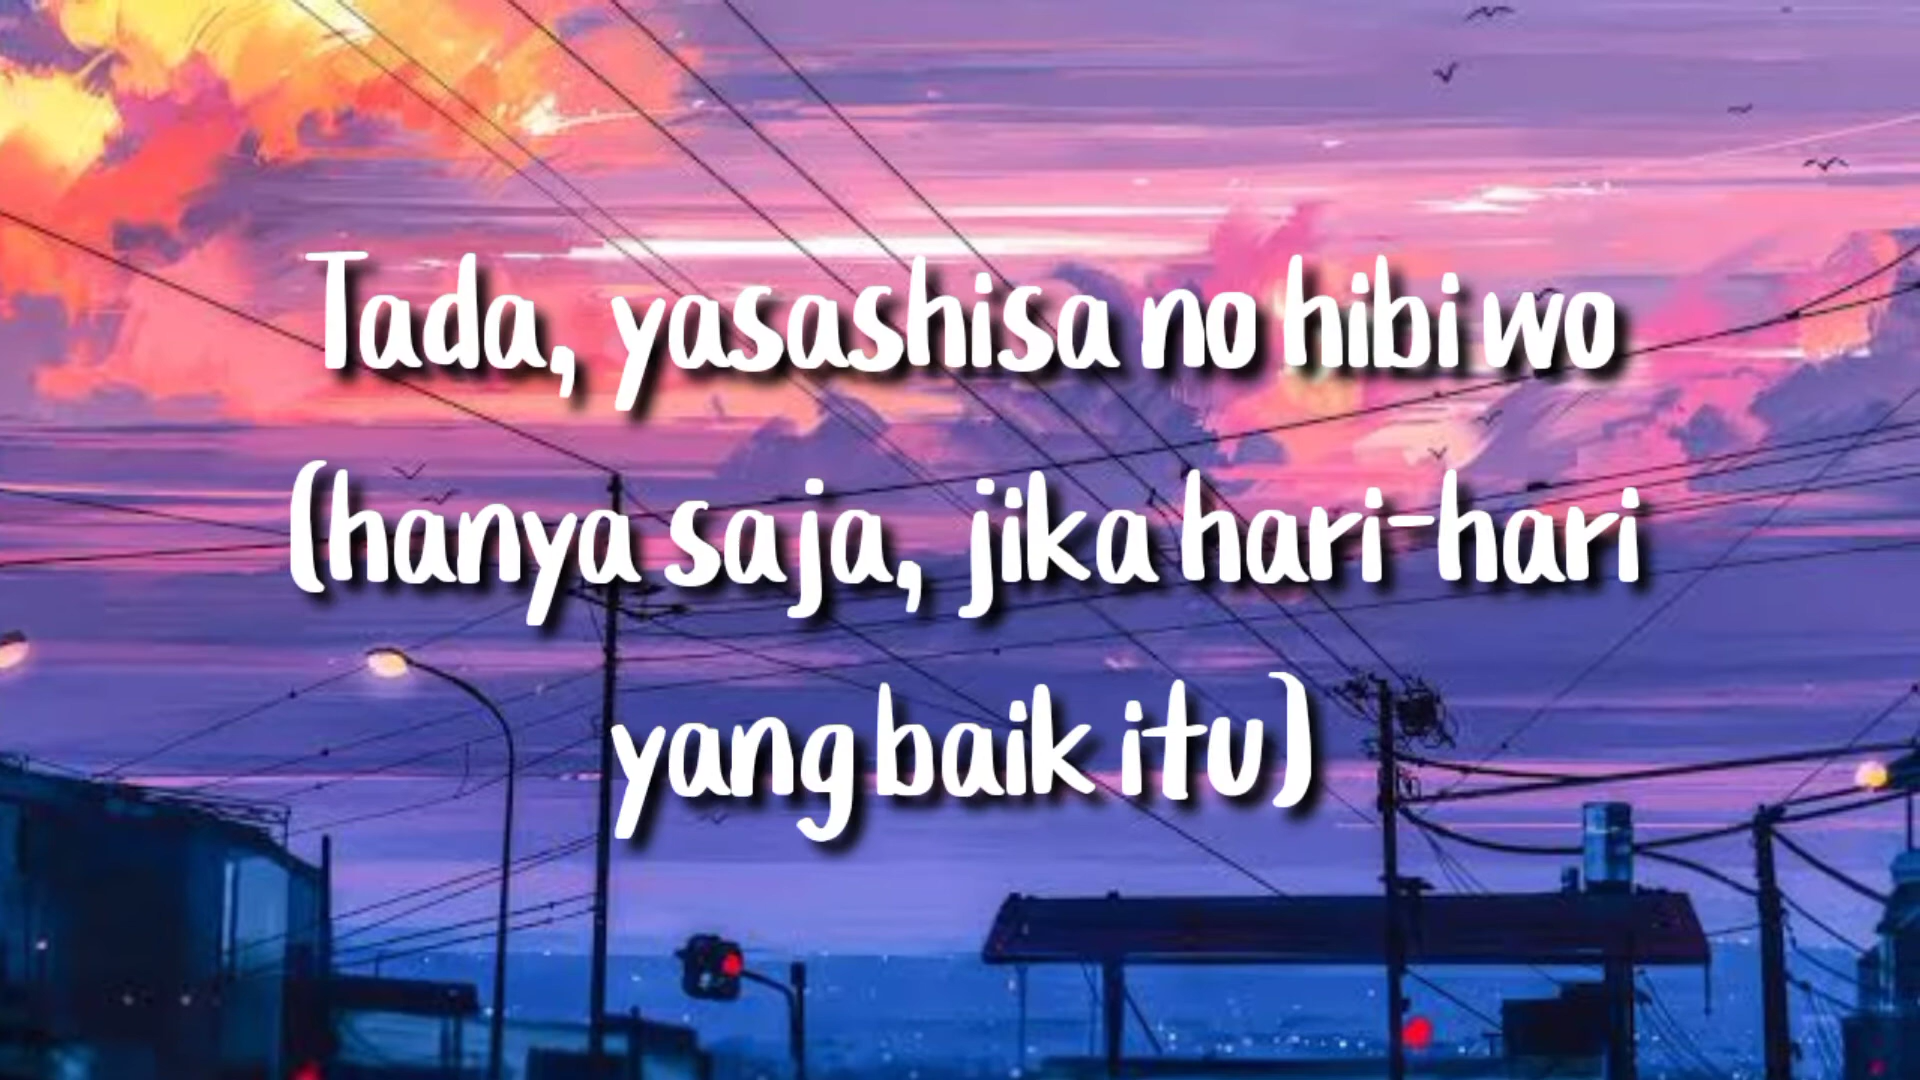 Tada, yasashisa no hibi wo
(hanya saja, jika hari-hari
yang baik itu)